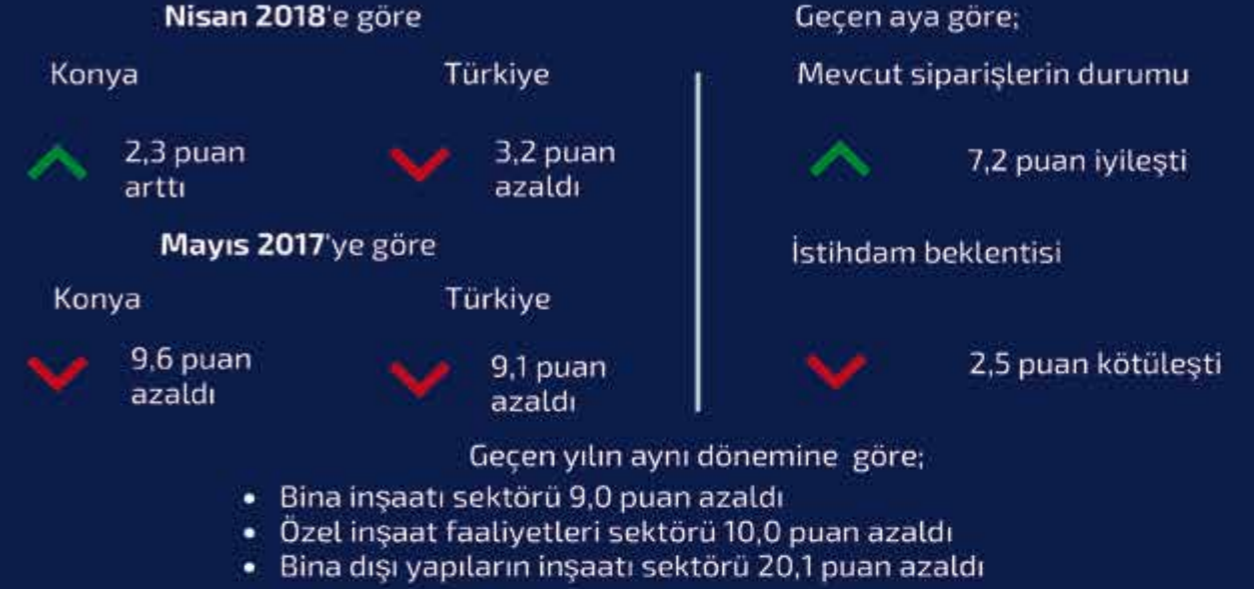 Nisan 2018'e göre
Konya
Türkiye
2,3 puan
arttı
3,2 puan
azaldı
Mayıs 2017'ye göre
Konya
Türkiye
9,6 puan
azaldı
9,1 puan
azaldı
Geçen aya göre;
Mevcut siparişlerin durumu
7,2 puan iyileşti
İstihdam beklentisi
2,5 puan kötüleşti
Geçen yılın aynı dönemine göre;
• Bina inşaatı sektörü 9,0 puan azaldı
• Özel inşaat faaliyetleri sektörü 10,0 puan azaldı
• Bina dışı yapıların inşaatı sektörü 20,1 puan azaldı